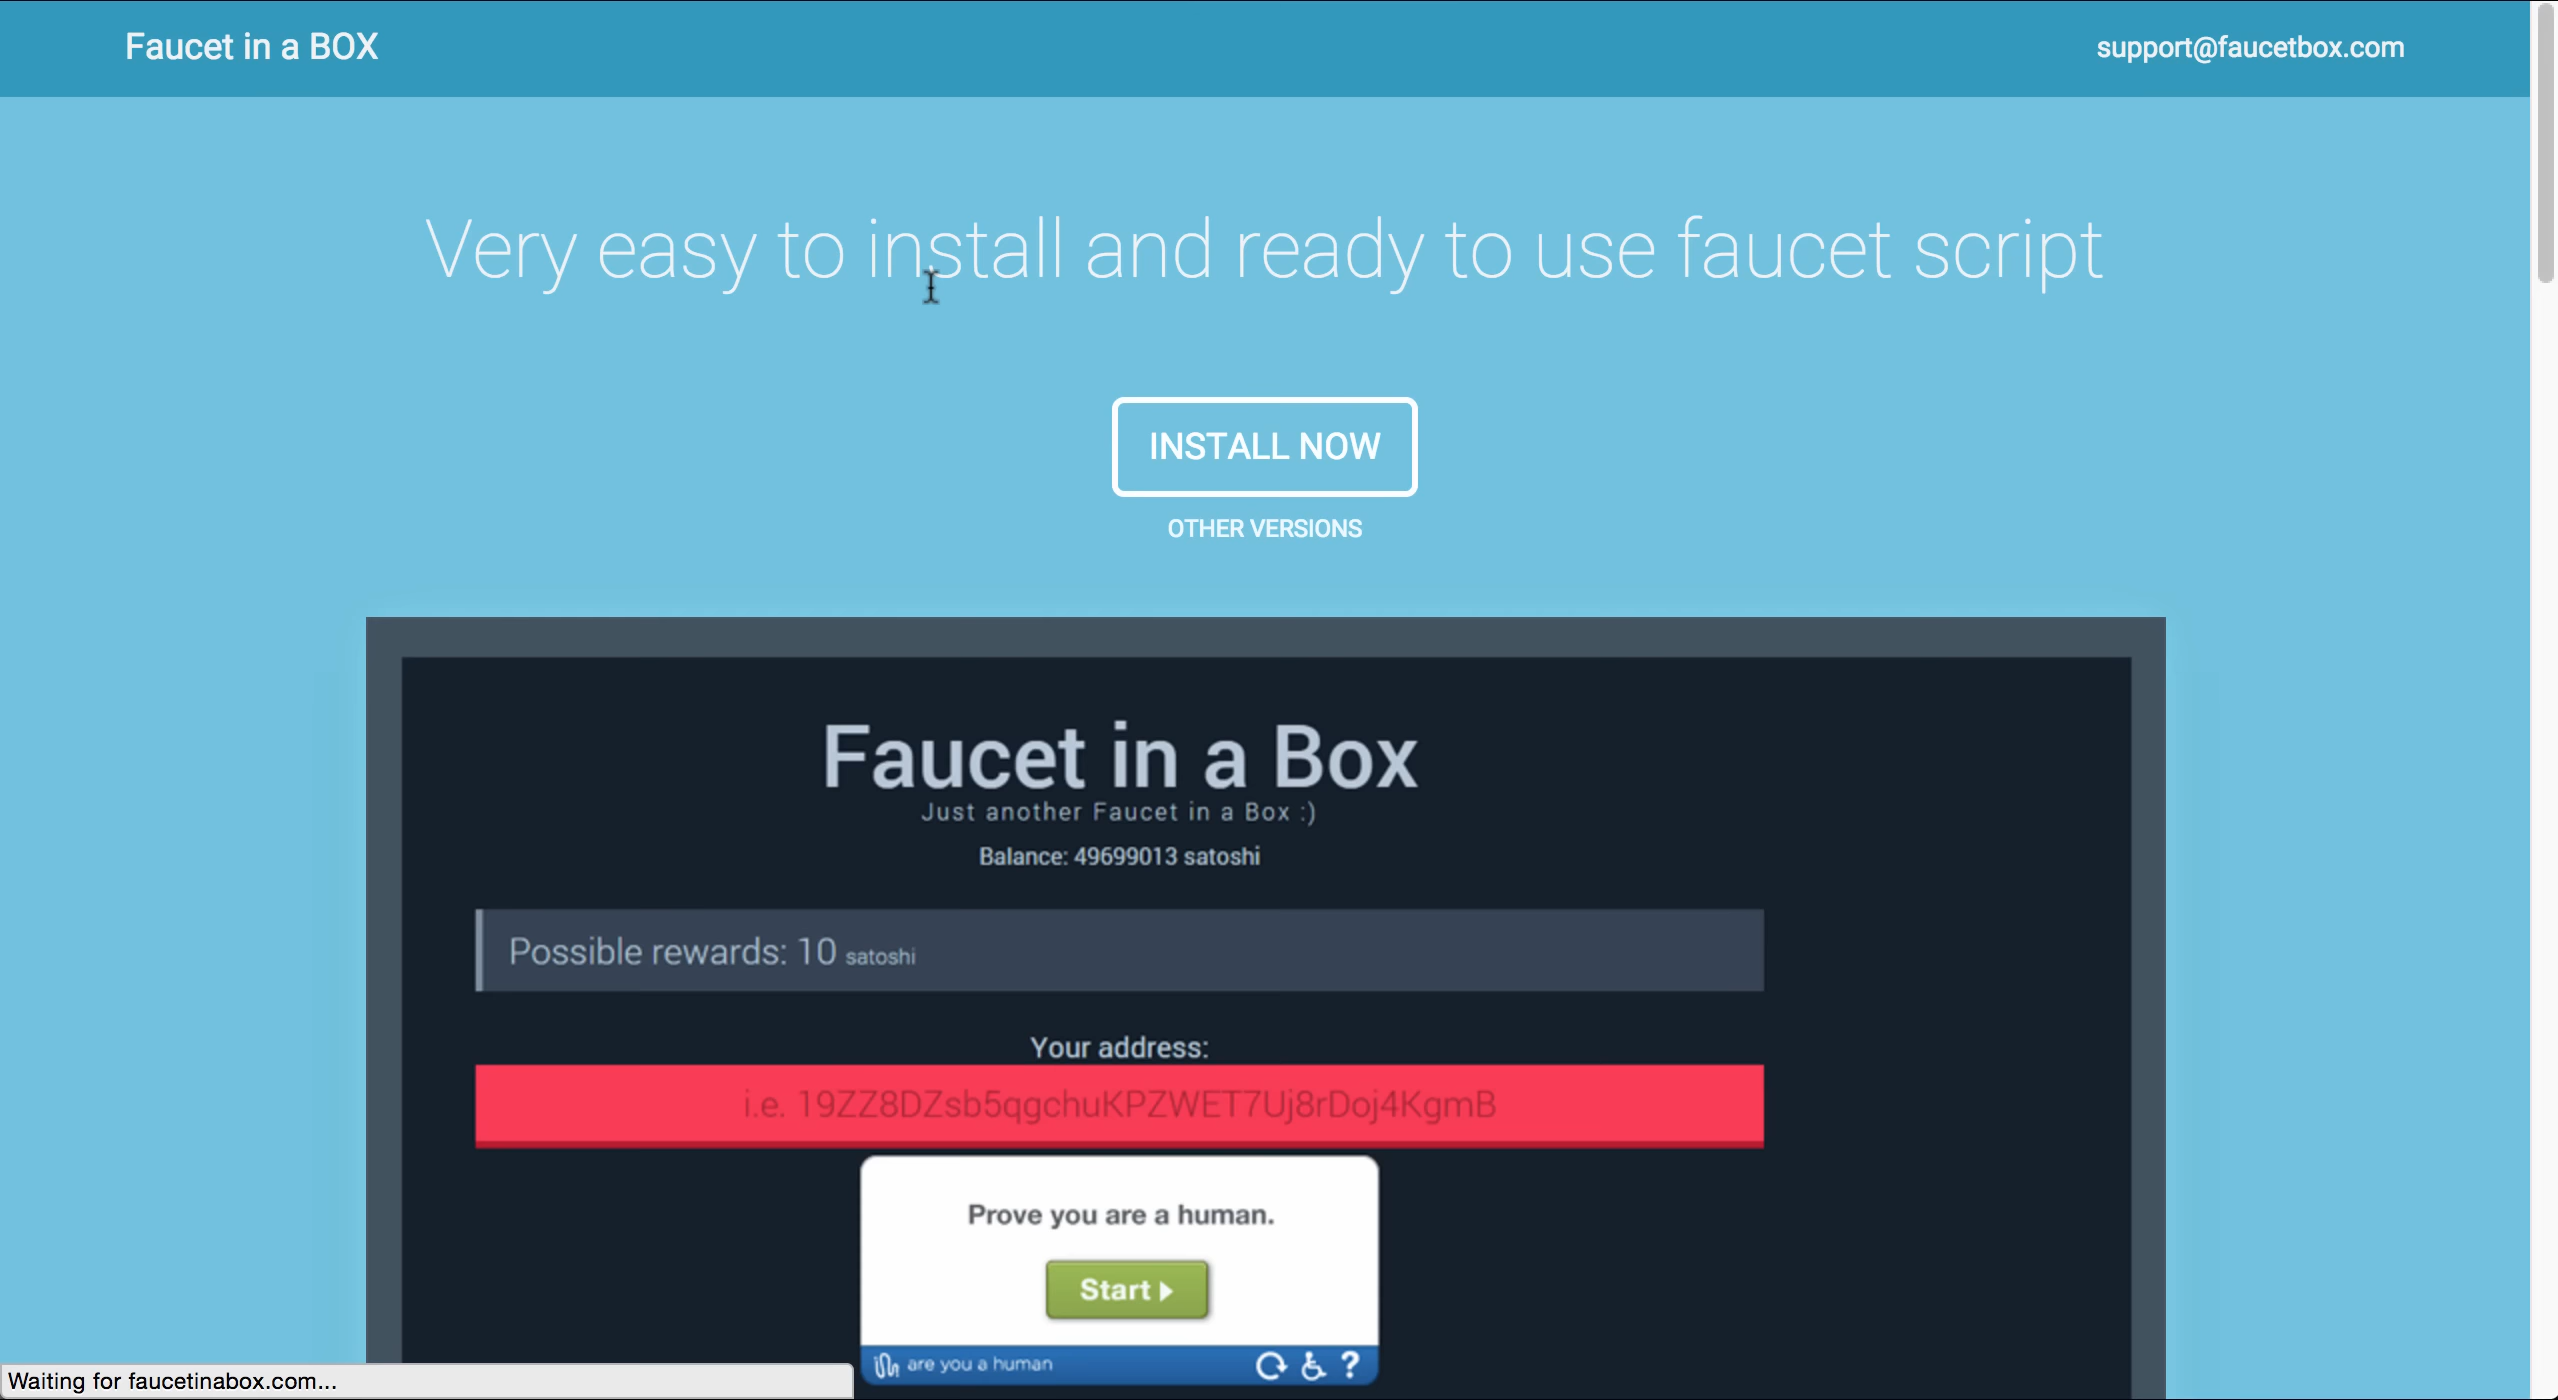 Faucet in a BOX
support@faucetbox.com
Very easy to install and ready to use faucet script
INSTALL NOW
OTHER VERSIONS
Faucet in a Box
Just another Faucet in a Box :)
Balance: 49699013 satoshi
Possible rewards: 10 satoshi
Your address:
i.e. 19ZZ8DZsb5qgchuKPZWET7Uj8rDoj4KgmB
Prove you are a human.
Start
are you a human
?
Waiting for faucetinabox.com...